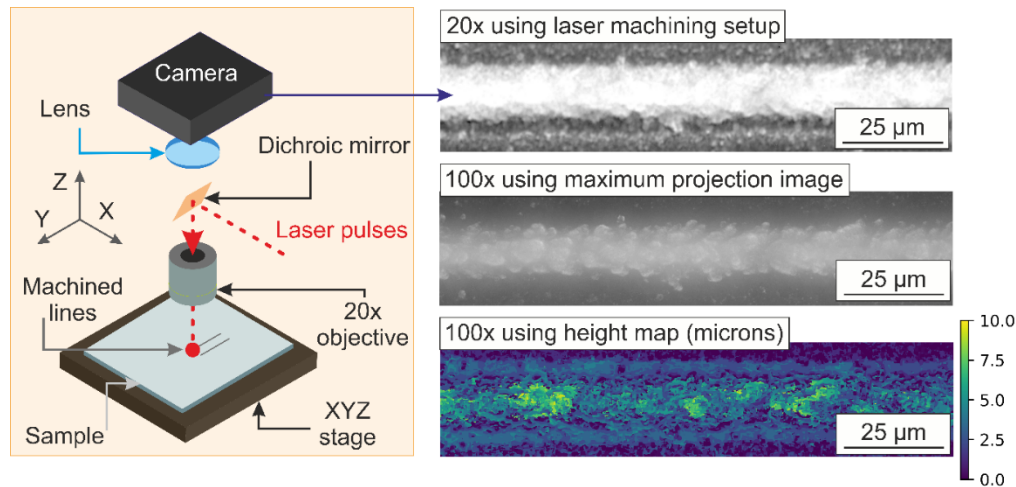 Camera
Lens
Dichroic mirror
Z
Y
X
Laser pulses
Machined
lines
20x
objective
Sample
XYZ
stage
20x using laser machining setup
25 µm
100x using maximum projection image
25 µm
100x using height map (microns)
25 µm
10.0
7.5
5.0
2.5
0.0